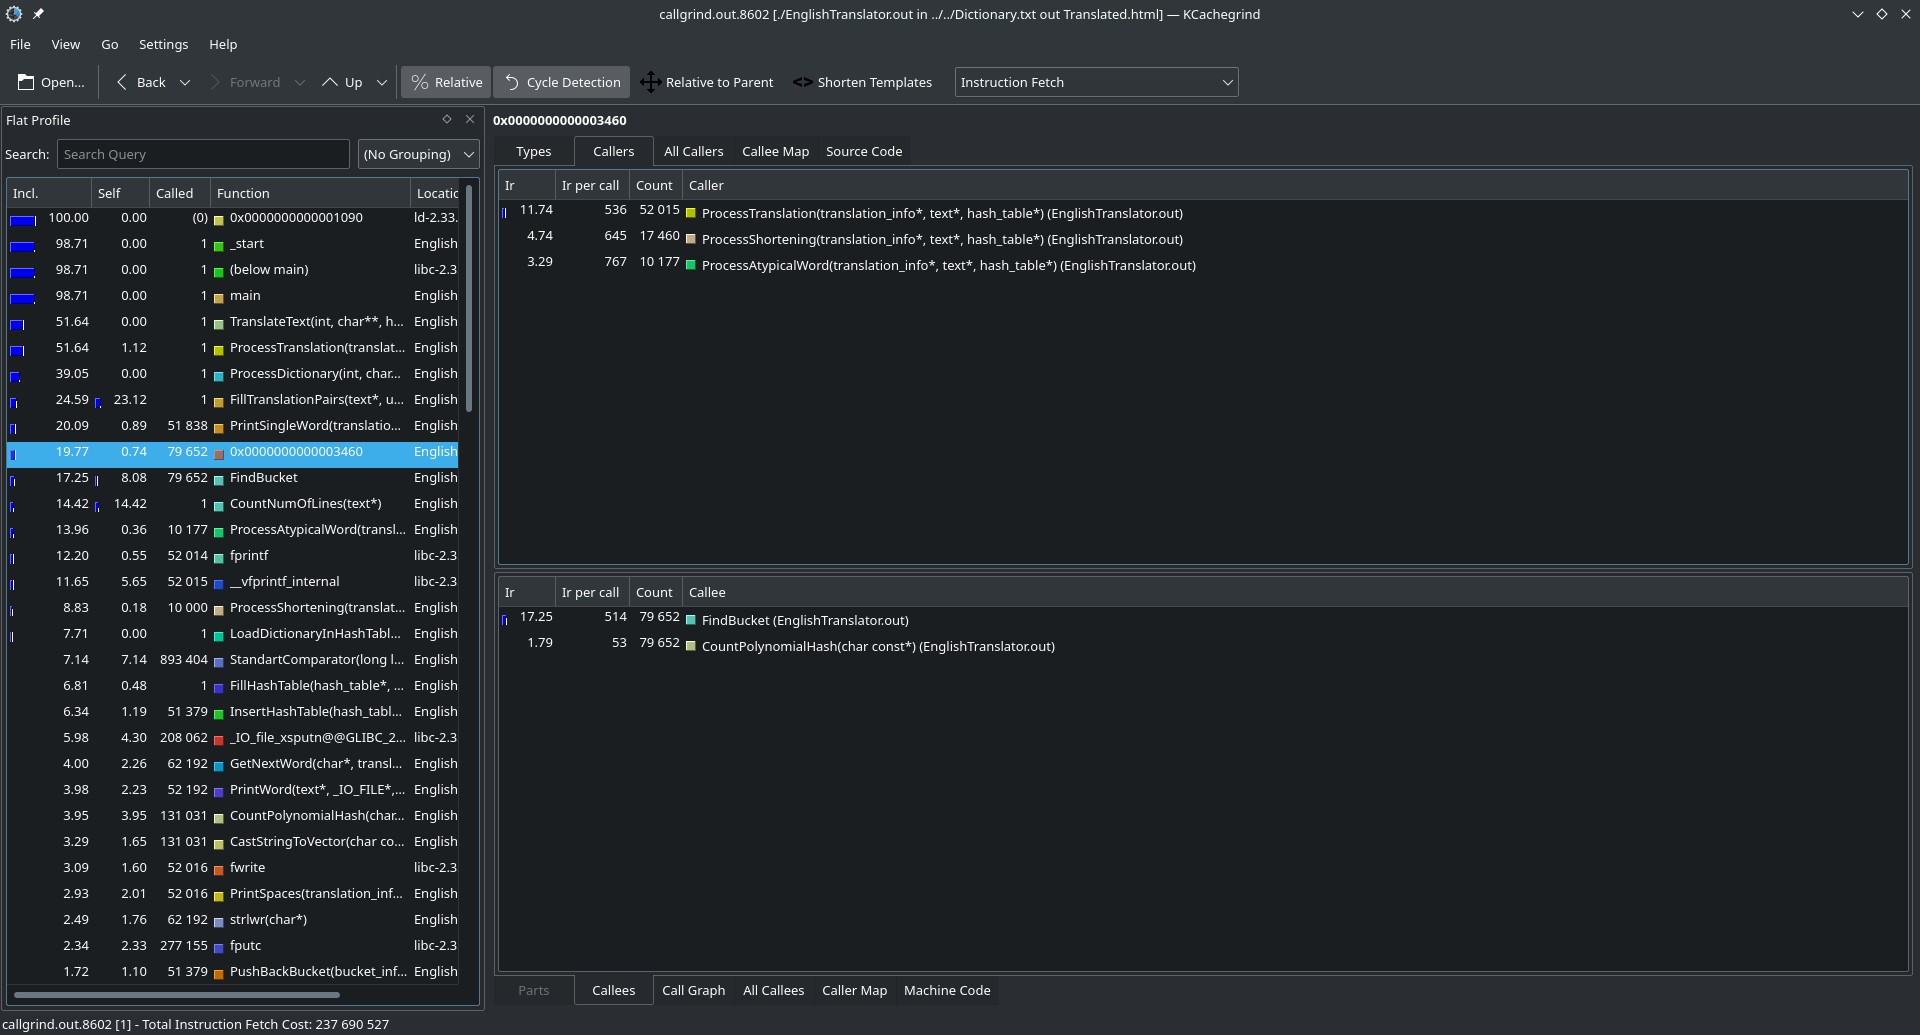 callgrind.out.8602 [./EnglishTranslator.out in ../../Dictionary.txt out Translated.html] — KCachegrind
File View Go Settings Help
Open... Back Forward Up Relative Cycle Detection Relative to Parent <> Shorten Templates Instruction Fetch
Flat Profile
Search: Search Query (No Grouping)
Incl. Self Called Function Locatic
100.00 0.00 (0) 0x0000000000001090 ld-2.33.
98.71 0.00 1 _start English
98.71 0.00 1 (below main) libc-2.3
98.71 0.00 1 main English
51.64 0.00 1 TranslateText(int, char**, h... English
51.64 1.12 1 ProcessTranslation(translat... English
39.05 0.00 1 ProcessDictionary(int, char... English
24.59 23.12 1 FillTranslationPairs(text*, u... English
20.09 0.89 51 838 PrintSingleWord(translatio... English
19.77 0.74 79 652 0x0000000000003460 English
17.25 8.08 79 652 FindBucket English
14.42 14.42 1 CountNumOfLines(text*) English
13.96 0.36 10 177 ProcessAtypicalWord(transl... English
12.20 0.55 52 014 fprintf libc-2.3
11.65 5.65 52 015 __vfprintf_internal libc-2.3
8.83 0.18 10 000 ProcessShortening(translat... English
7.71 0.00 1 LoadDictionaryInHashTabl... English
7.14 7.14 893 404 StandartComparator(long l... English
6.81 0.48 1 FillHashTable(hash_table*, ... English
6.34 1.19 51 379 InsertHashTable(hash_tabl... English
5.98 4.30 208 062 _IO_file_xsputn@@GLIBC_2... libc-2.3
4.00 2.26 62 192 GetNextWord(char*, transl... English
3.98 2.23 52 192 PrintWord(text*, _IO_FILE*,... English
3.95 3.95 131 031 CountPolynomialHash(char... English
3.29 1.65 131 031 CastStringToVector(char co... English
3.09 1.60 52 016 fwrite libc-2.3
2.93 2.01 52 016 PrintSpaces(translation_inf... English
2.49 1.76 62 192 strlwr(char*) English
2.34 2.33 277 155 fputc libc-2.3
1.72 1.10 51 379 PushBackBucket(bucket_inf... English
0x0000000000003460
Types Callers All Callers Callee Map Source Code
Ir Ir per call Count Caller
11.74 536 52 015 ProcessTranslation(translation_info*, text*, hash_table*) (EnglishTranslator.out)
4.74 645 17 460 ProcessShortening(translation_info*, text*, hash_table*) (EnglishTranslator.out)
3.29 767 10 177 ProcessAtypicalWord(translation_info*, text*, hash_table*) (EnglishTranslator.out)
Ir Ir per call Count Callee
17.25 514 79 652 FindBucket (EnglishTranslator.out)
1.79 53 79 652 CountPolynomialHash(char const*) (EnglishTranslator.out)
Parts Callees Call Graph All Callees Caller Map Machine Code
callgrind.out.8602 [1] - Total Instruction Fetch Cost: 237 690 527